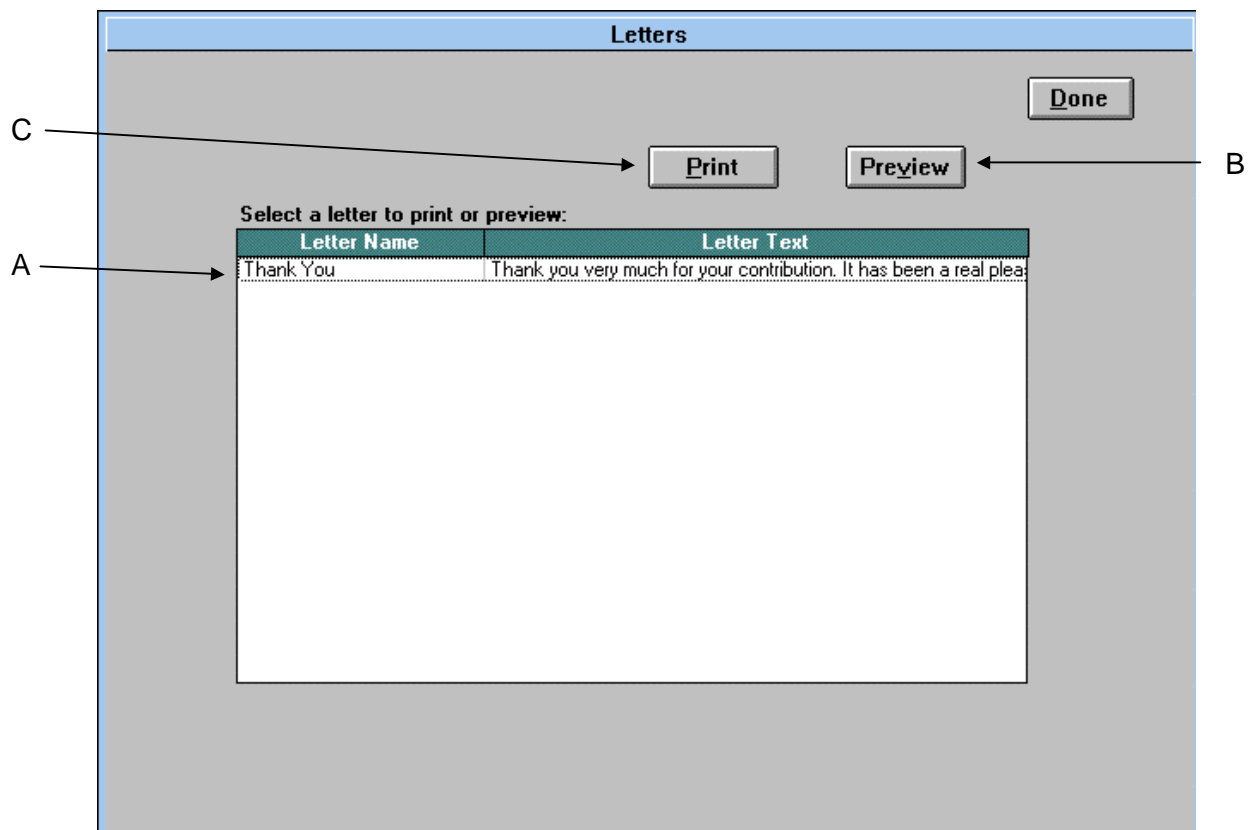 Letters
Done
C
Print Preview
B
Select a letter to print or preview:
Letter Name Letter Text
A
Thank You Thank you very much for your contribution. It has been a real plea